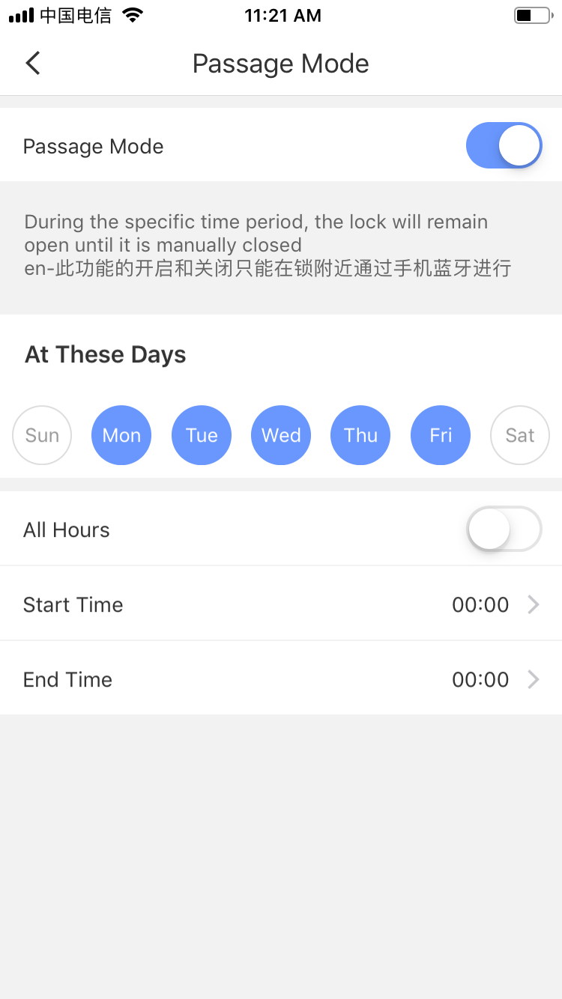 中国电信 11:21 AM
Passage Mode
Passage Mode
During the specific time period, the lock will remain
open until it is manually closed
en-此功能的开启和关闭只能在锁附近通过手机蓝牙进行
At These Days
Sun Mon Tue Wed Thu Fri Sat
All Hours
Start Time 00:00
End Time 00:00